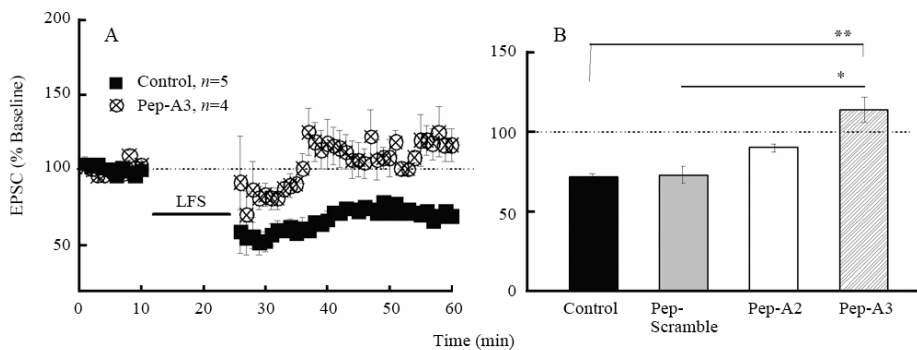 A
B
EPSC (% Baseline)
200
150
100
50
Control, n=5
Pep-A3, n=4
LFS
0
10
20
30
40
50
60
Time (min)
**
*
150
100
50
0
Control
Pep-
Scramble
Pep-A2
Pep-A3